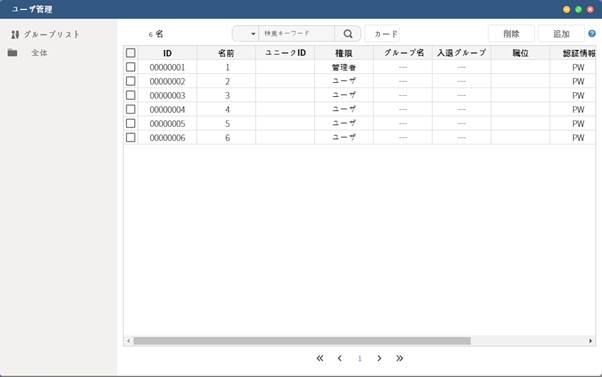 ユーザ管理
グループリスト
6 名
検索キーワード
カード
削除
追加
?
全体
ID 名前 ユニークID 権限 グループ名 入退グループ 職位 認証情報
00000001 1 管理者 --- --- PW
00000002 2 ユーザ --- --- PW
00000003 3 ユーザ --- --- PW
00000004 4 ユーザ --- --- PW
00000005 5 ユーザ --- --- PW
00000006 6 ユーザ --- --- PW
« ‹ 1 › »